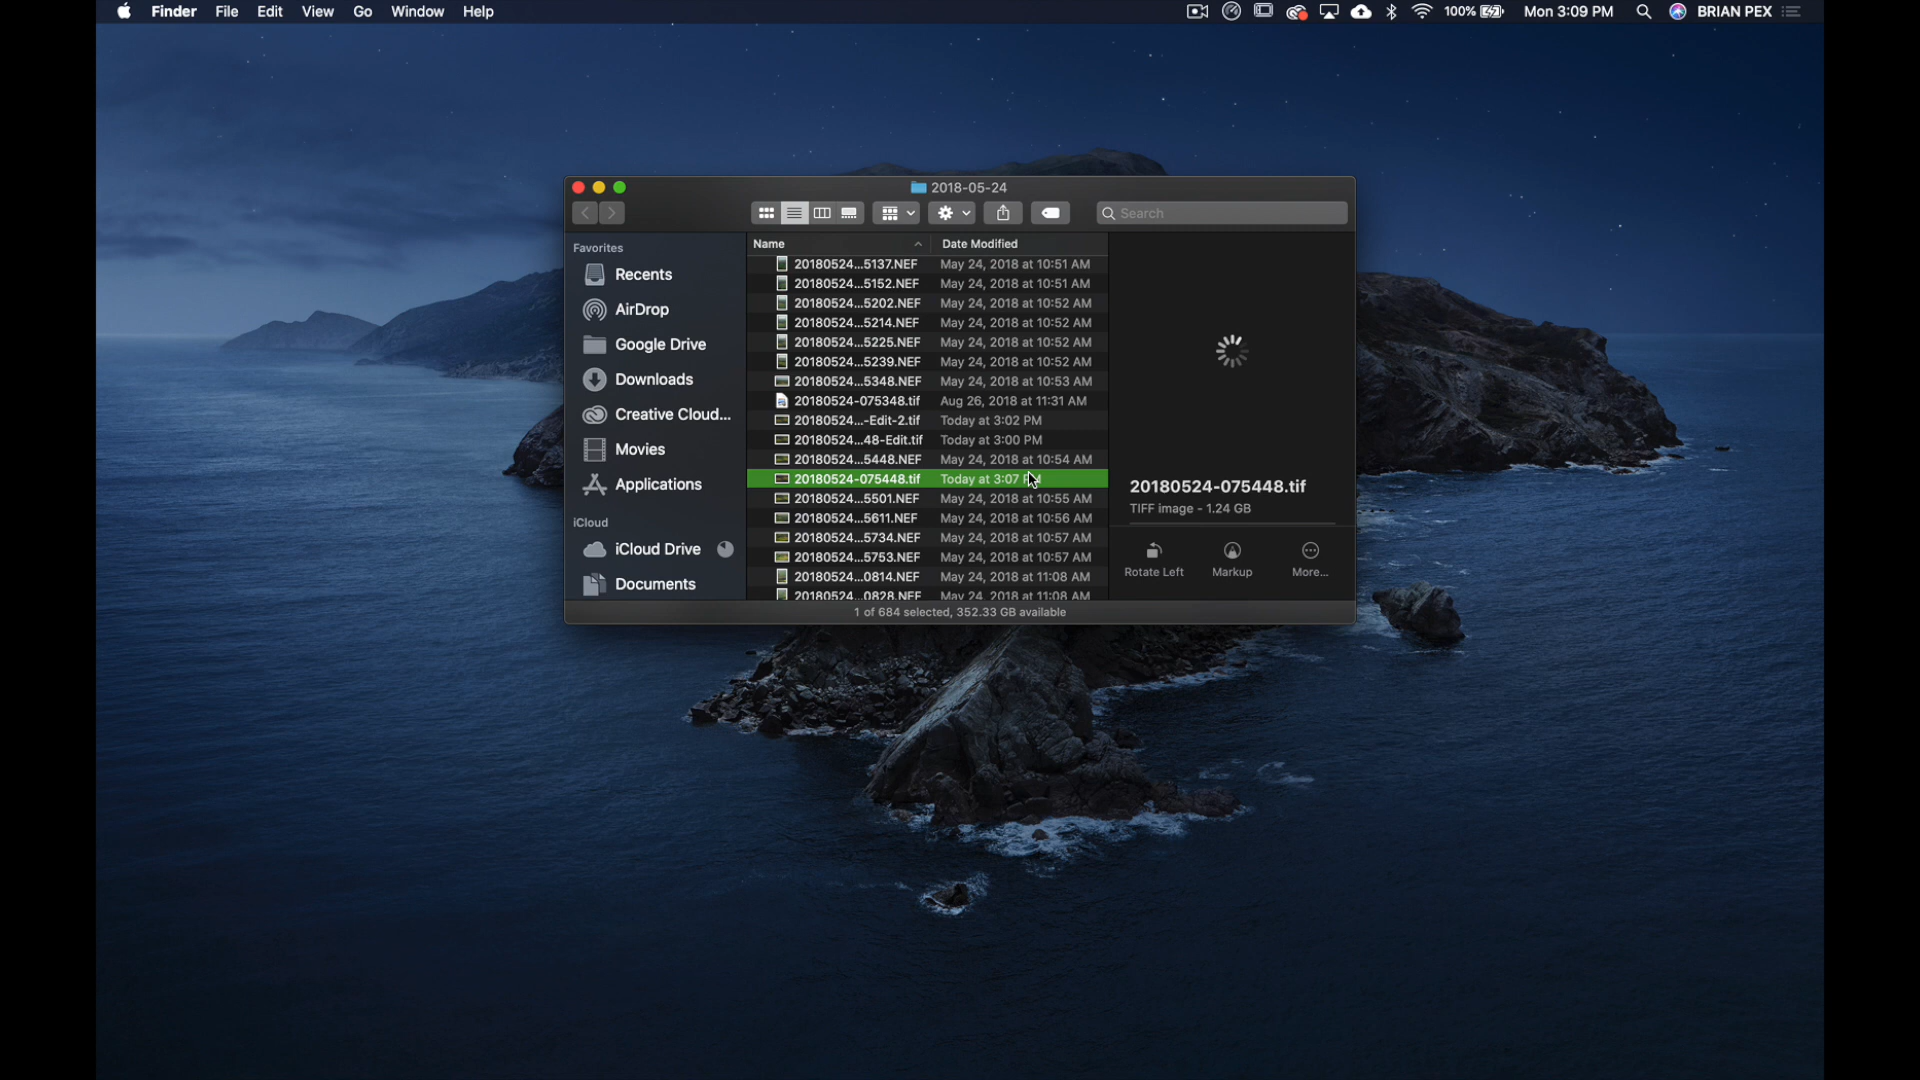 Finder File Edit View Go Window Help 100% Mon 3:09 PM BRIAN PEX
2018-05-24
Search
Favorites
Recents
AirDrop
Google Drive
Downloads
Creative Cloud...
Movies
Applications
iCloud
iCloud Drive
Documents
Name Date Modified
20180524...5137.NEF May 24, 2018 at 10:51 AM
20180524...5152.NEF May 24, 2018 at 10:51 AM
20180524...5202.NEF May 24, 2018 at 10:52 AM
20180524...5214.NEF May 24, 2018 at 10:52 AM
20180524...5225.NEF May 24, 2018 at 10:52 AM
20180524...5239.NEF May 24, 2018 at 10:52 AM
20180524...5348.NEF May 24, 2018 at 10:53 AM
20180524-075348.tif Aug 26, 2018 at 11:31 AM
20180524...-Edit-2.tif Today at 3:02 PM
20180524...48-Edit.tif Today at 3:00 PM
20180524...5448.NEF May 24, 2018 at 10:54 AM
20180524-075448.tif Today at 3:07
20180524...5501.NEF May 24, 2018 at 10:55 AM
20180524...5611.NEF May 24, 2018 at 10:56 AM
20180524...5734.NEF May 24, 2018 at 10:57 AM
20180524...5753.NEF May 24, 2018 at 10:57 AM
20180524...0814.NEF May 24, 2018 at 11:08 AM
20180524...0828.NEF May 24, 2018 at 11:08 AM
20180524-075448.tif
TIFF image - 1.24 GB
Rotate Left Markup More...
1 of 684 selected, 352.33 GB available